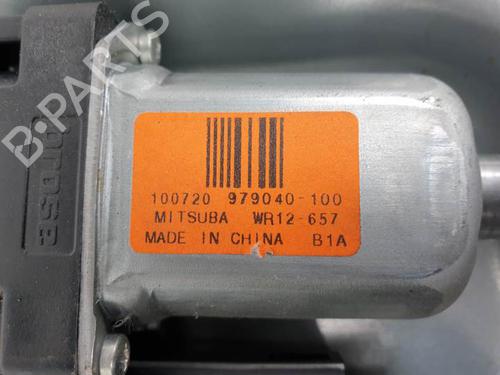 B-PARTS
brose
100720 979040-100
MITSUBA WR12-657
MADE IN CHINA B1A